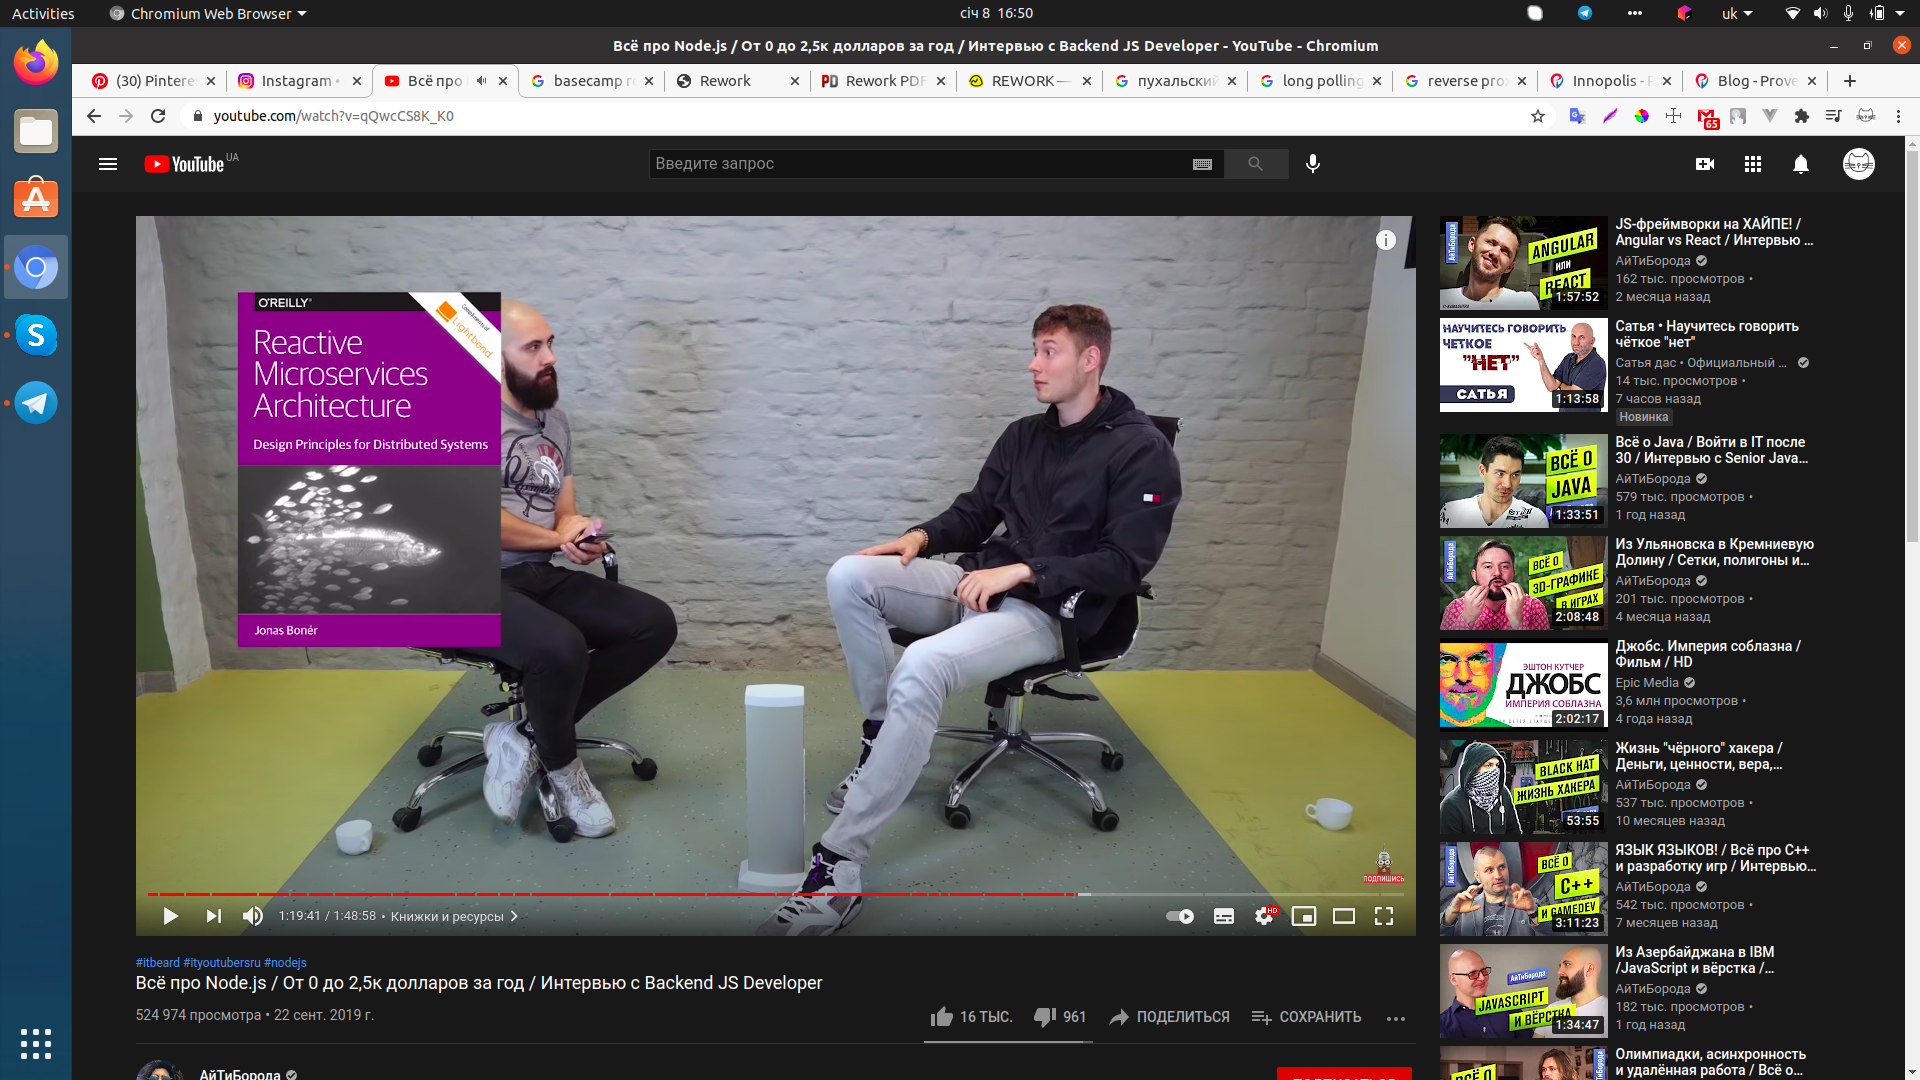 Activities
Chromium Web Browser
січ 8 16:50
uk
Всё про Node.js / От 0 до 2,5к долларов за год / Интервью с Backend JS Developer - YouTube - Chromium
(30) Pintere
Instagram
Всё про
basecamp r
Rework
Rework PDF
REWORK —
пухальский
long polling
reverse pro
Innopolis - F
Blog - Prove
youtube.com/watch?v=qQwcCS8K_K0
65
YouTube UA
Введите запрос
O'REILLY
Compliments of
Lightbend
Reactive
Microservices
Architecture
Design Principles for Distributed Systems
Jonas Bonér
ПОДПИШИСЬ
1:19:41 / 1:48:58 • Книжки и ресурсы
HD
#itbeard #ityoutubersru #nodejs
Всё про Node.js / От 0 до 2,5к долларов за год / Интервью с Backend JS Developer
524 974 просмотра • 22 сент. 2019 г.
16 ТЫС.
961
ПОДЕЛИТЬСЯ
СОХРАНИТЬ
АйТиБорода
АйТиБорода
ANGULAR
или
REACT
1:57:52
JS-фреймворки на ХАЙПЕ! /
Angular vs React / Интервью ...
АйТиБорода
162 тыс. просмотров •
2 месяца назад
НАУЧИТЕСЬ ГОВОРИТЬ
ЧЕТКОЕ
"НЕТ"
САТЬЯ
1:13:58
Сатья • Научитесь говорить
чёткое "нет"
Сатья дас • Официальный ...
14 тыс. просмотров •
7 часов назад
Новинка
ВСЁ О
JAVA
1:33:51
Всё о Java / Войти в IT после
30 / Интервью с Senior Java...
АйТиБорода
579 тыс. просмотров •
1 год назад
АйТиБорода
ВСЁ О
3D-ГРАФИКЕ
В ИГРАХ
2:08:48
Из Ульяновска в Кремниевую
Долину / Сетки, полигоны и...
АйТиБорода
201 тыс. просмотров •
4 месяца назад
ЭШТОН КУТЧЕР
ДЖОБС
ИМПЕРИЯ СОБЛАЗНА
2:02:17
Джобс. Империя соблазна /
Фильм / HD
Epic Media
3,6 млн просмотров •
4 года назад
BLACK HAT
ЖИЗНЬ ХАКЕРА
53:55
Жизнь "чёрного" хакера /
Деньги, ценности, вера,...
АйТиБорода
537 тыс. просмотров •
10 месяцев назад
АйТиБорода
ВСЁ О
C++
И GAMEDEV
3:11:23
ЯЗЫК ЯЗЫКОВ! / Всё про C++
и разработку игр / Интервью...
АйТиБорода
542 тыс. просмотров •
7 месяцев назад
АйТиБорода
JAVASCRIPT
И ВЁРСТКА
1:34:47
Из Азербайджана в IBM
/JavaScript и вёрстка /...
АйТиБорода
182 тыс. просмотров •
1 год назад
ВСЁ О
Олимпиадки, асинхронность
и удалённая работа / Всё о...